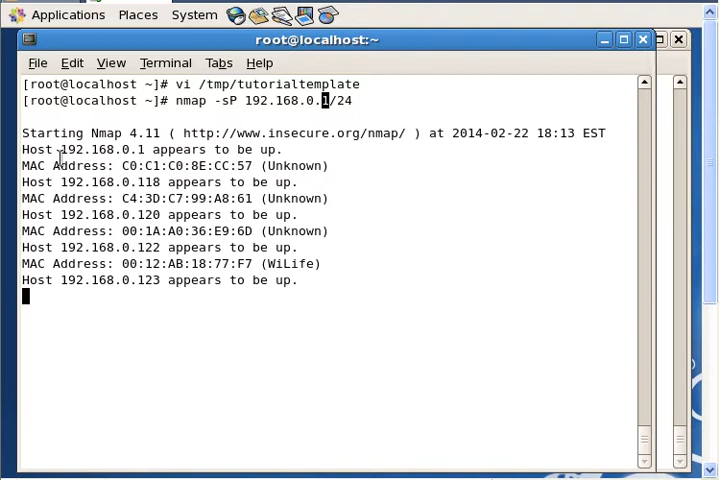 Applications Places System
root@localhost:~
File Edit View Terminal Tabs Help
[root@localhost ~]# vi /tmp/tutorialtemplate
[root@localhost ~]# nmap -sP 192.168.0.1/24
Starting Nmap 4.11 ( http://www.insecure.org/nmap/ ) at 2014-02-22 18:13 EST
Host 192.168.0.1 appears to be up.
MAC Address: C0:C1:C0:8E:CC:57 (Unknown)
Host 192.168.0.118 appears to be up.
MAC Address: C4:3D:C7:99:A8:61 (Unknown)
Host 192.168.0.120 appears to be up.
MAC Address: 00:1A:A0:36:E9:6D (Unknown)
Host 192.168.0.122 appears to be up.
MAC Address: 00:12:AB:18:77:F7 (WiLife)
Host 192.168.0.123 appears to be up.